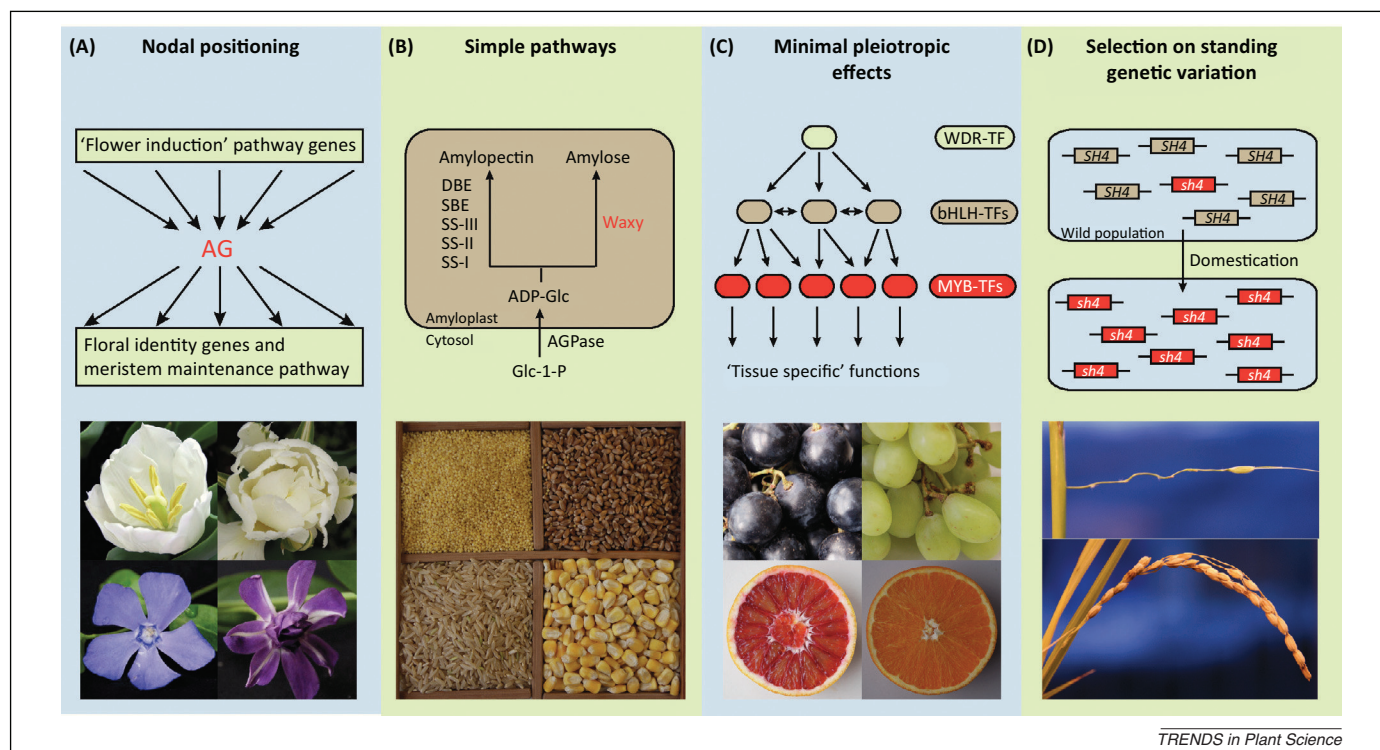 (A) Nodal positioning
‘Flower induction’ pathway genes
AG
Floral identity genes and
meristem maintenance pathway
(B) Simple pathways
Amylopectin
Amylose
DBE
SBE
SS-III
SS-II
SS-I
Waxy
ADP-Glc
Amyloplast
Cytosol
AGPase
Glc-1-P
(C) Minimal pleiotropic
effects
WDR-TF
bHLH-TFs
MYB-TFs
‘Tissue specific’ functions
(D) Selection on standing
genetic variation
SH4
SH4
SH4
SH4
sh4
SH4
SH4
Wild population
Domestication
sh4
sh4
sh4
sh4
sh4
sh4
sh4
sh4
TRENDS in Plant Science